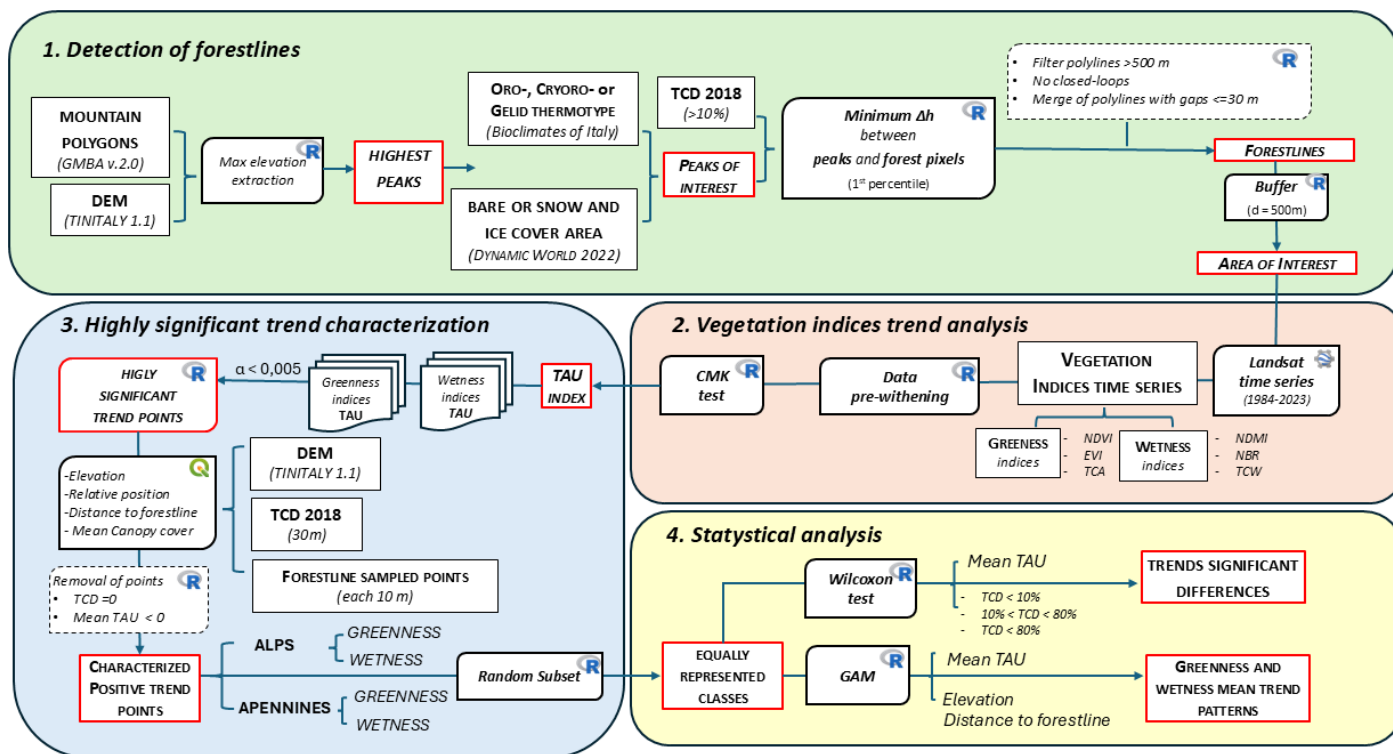 1. Detection of forestlines
MOUNTAIN
POLYGONS
(GMBA v.2.0)
DEM
(TINITALY 1.1)
Max elevation
extraction
R
HIGHEST
PEAKS
ORO-, CRYORO- OR
GELID THERMOTYPE
(Bioclimates of Italy)
BARE OR SNOW AND
ICE COVER AREA
(DYNAMIC WORLD 2022)
TCD 2018
(>10%)
PEAKS OF
INTEREST
Minimum Δh
between
peaks and forest pixels
(1st percentile)
R
• Filter polylines >500 m
• No closed-loops
• Merge of polylines with gaps <=30 m
R
FORESTLINES
Buffer
(d = 500m)
R
AREA OF INTEREST
2. Vegetation indices trend analysis
Landsat
time series
(1984-2023)
VEGETATION
INDICES TIME SERIES
GREENESS
indices
- NDVI
- EVI
- TCA
WETNESS
indices
- NDMI
- NBR
- TCW
Data
pre-withening
R
CMK
test
R
3. Highly significant trend characterization
TAU
INDEX
Wetness
indices
TAU
Greenness
indices
TAU
α < 0,005
HIGLY
SIGNIFICANT
TREND POINTS
R
-Elevation
-Relative position
-Distance to forestline
- Mean Canopy cover
Q
DEM
(TINITALY 1.1)
TCD 2018
(30m)
FORESTLINE SAMPLED POINTS
(each 10 m)
Removal of points
• TCD =0
• Mean TAU < 0
R
CHARACTERIZED
POSITIVE TREND
POINTS
ALPS
GREENNESS
WETNESS
APENNINES
GREENNESS
WETNESS
Random Subset
R
4. Statystical analysis
EQUALLY
REPRESENTED
CLASSES
Wilcoxon
test
R
Mean TAU
- TCD < 10%
- 10% < TCD < 80%
- TCD < 80%
TRENDS SIGNIFICANT
DIFFERENCES
GAM
R
Mean TAU
Elevation
Distance to forestline
GREENNESS AND
WETNESS MEAN TREND
PATTERNS